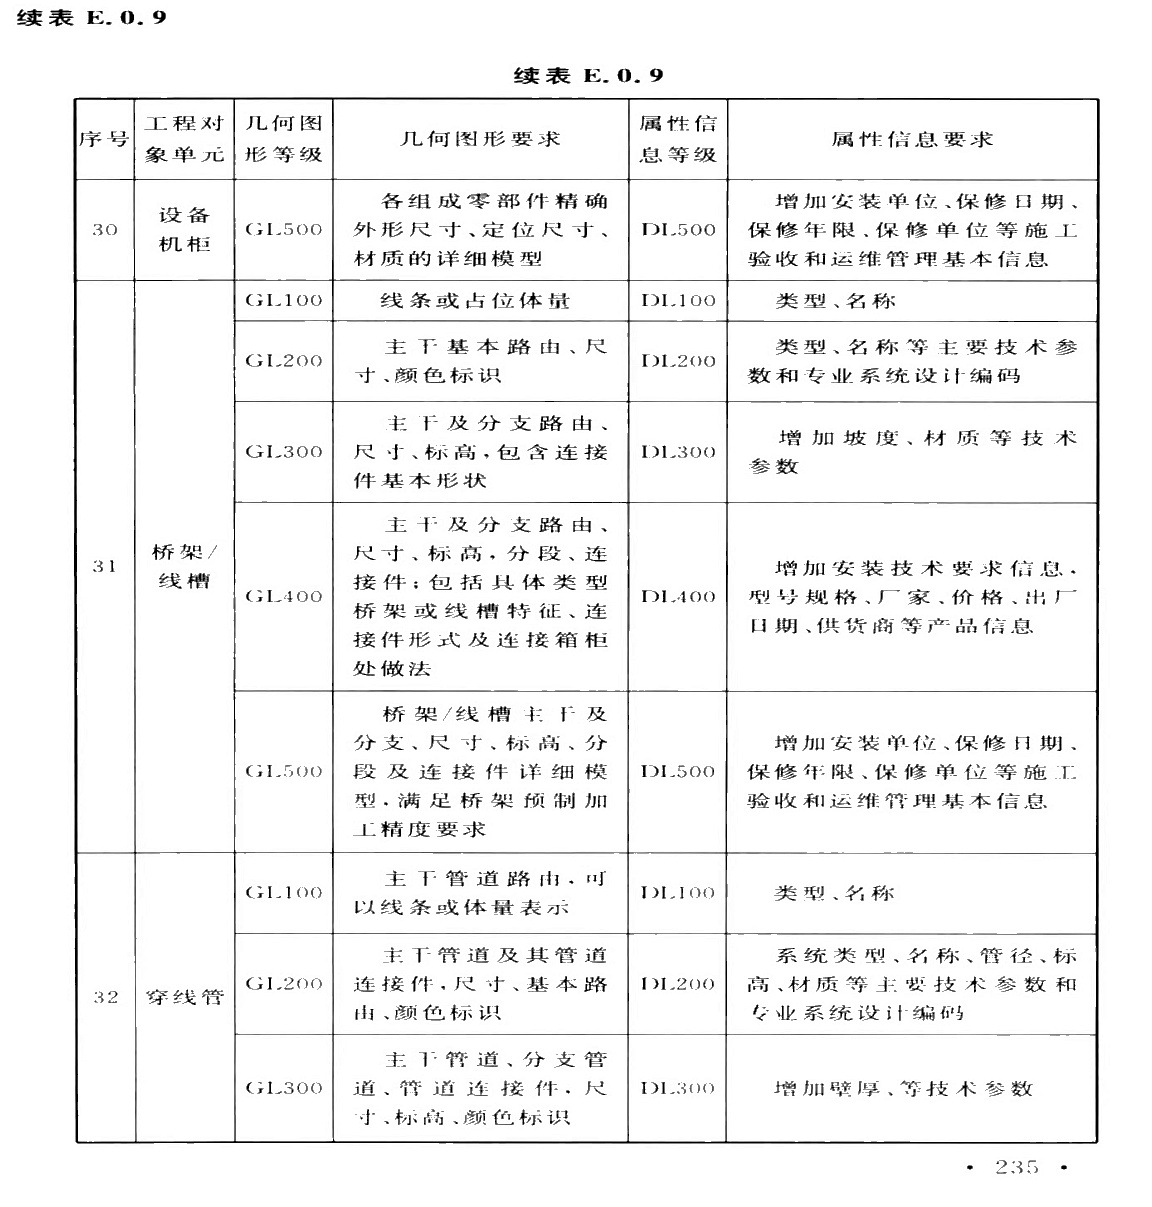 续表 E.0.9
续表 E.0.9
序号
工程对
象单元
几何图
形等级
几何图形要求
属性信
息等级
属性信息要求
30
设备
机柜
GL500
各组成零部件精确
外形尺寸、定位尺寸、
材质的详细模型
DL500
增加安装单位、保修日期、
保修年限、保修单位等施工
验收和运维管理基本信息
31
桥架/
线槽
GL100
线条或占位体量
DL100
类型、名称
GL200
主干基本路由、尺
寸、颜色标识
DL200
类型、名称等主要技术参
数和专业系统设计编码
GL300
主干及分支路由、
尺寸、标高,包含连接
件基本形状
DL300
增加坡度、材质等技术
参数
GL400
主干及分支路由、
尺寸、标高,分段、连
接件;包括具体类型
桥架或线槽特征、连
接件形式及连接箱柜
处做法
DL400
增加安装技术要求信息,
型号规格、厂家、价格、出厂
日期、供货商等产品信息
GL500
桥架/线槽主干及
分支、尺寸、标高、分
段及连接件详细模
型,满足桥架预制加
工精度要求
DL500
增加安装单位、保修日期、
保修年限、保修单位等施工
验收和运维管理基本信息
32
穿线管
GL100
主干管道路由,可
以线条或体量表示
DL100
类型、名称
GL200
主干管道及其管道
连接件,尺寸、基本路
由、颜色标识
DL200
系统类型、名称、管径、标
高、材质等主要技术参数和
专业系统设计编码
GL300
主干管道、分支管
道、管道连接件,尺
寸、标高、颜色标识
DL300
增加壁厚、等技术参数
· 235 ·